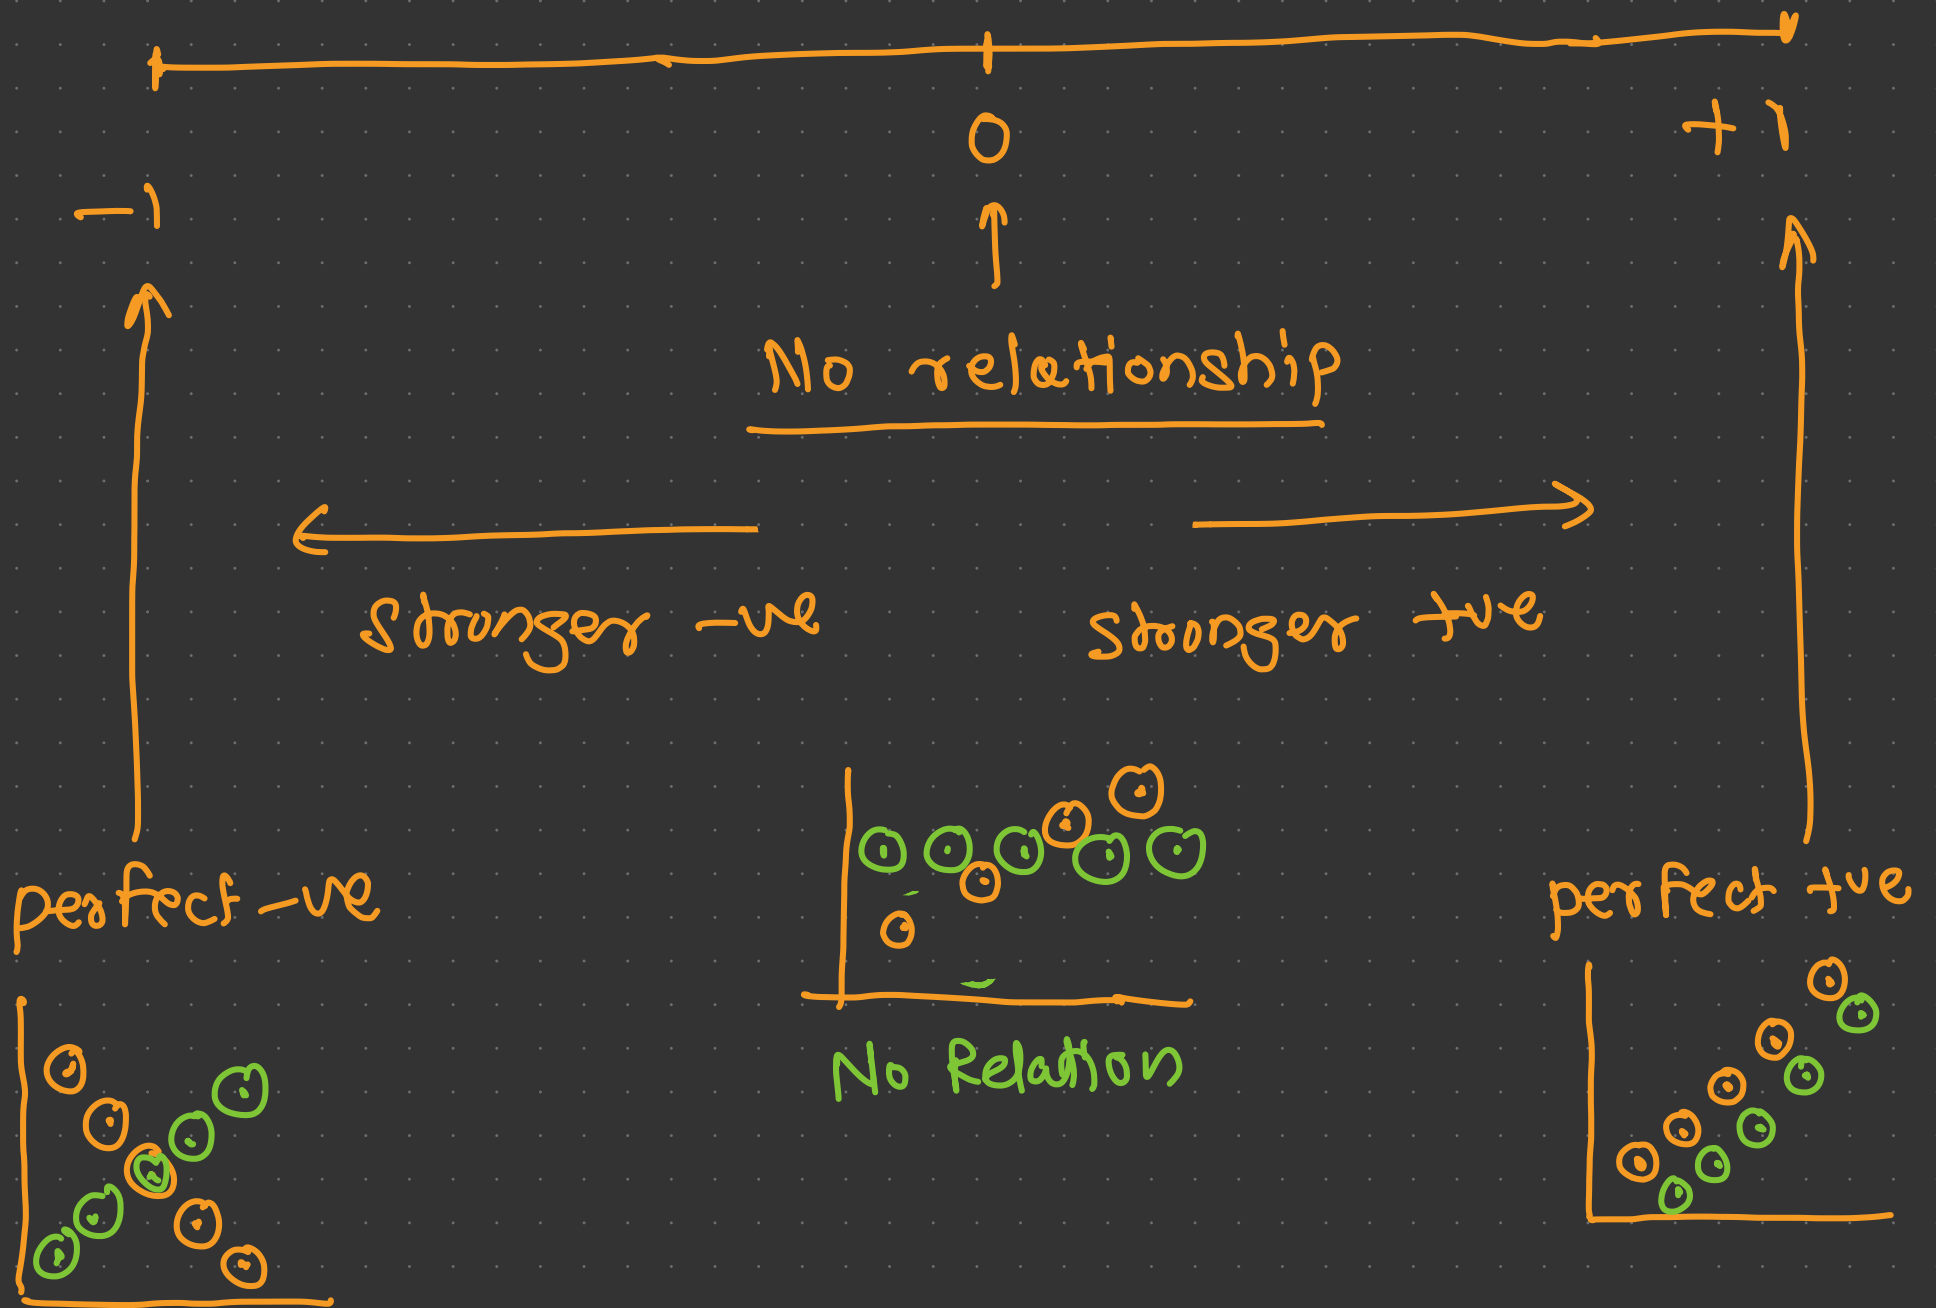 0
+1
-1
No relationship
stronger -ve
stronger +ve
perfect -ve
perfect +ve
No Relation